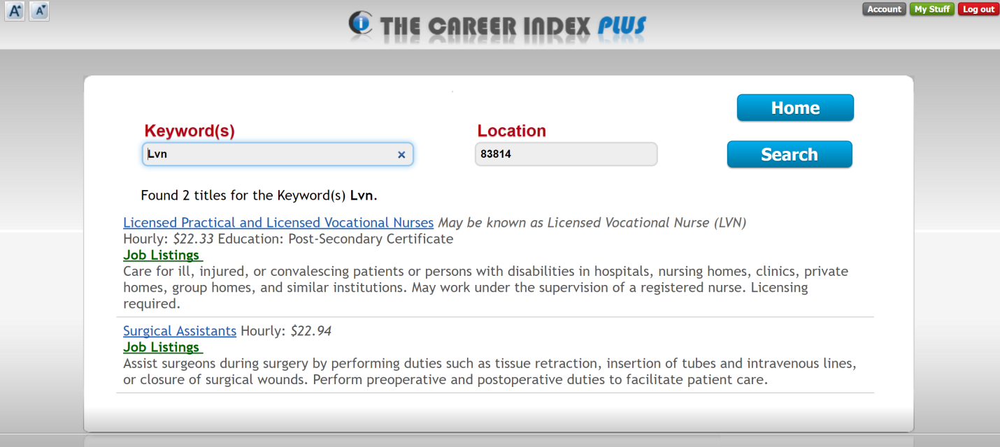 A A Account My Stuff Log out
i THE CAREER INDEX PLUS
Home
Keyword(s) Location
Lvn × 83814 Search
Found 2 titles for the Keyword(s) Lvn.
Licensed Practical and Licensed Vocational Nurses May be known as Licensed Vocational Nurse (LVN)
Hourly: $22.33 Education: Post-Secondary Certificate
Job Listings
Care for ill, injured, or convalescing patients or persons with disabilities in hospitals, nursing homes, clinics, private
homes, group homes, and similar institutions. May work under the supervision of a registered nurse. Licensing
required.
Surgical Assistants Hourly: $22.94
Job Listings
Assist surgeons during surgery by performing duties such as tissue retraction, insertion of tubes and intravenous lines,
or closure of surgical wounds. Perform preoperative and postoperative duties to facilitate patient care.